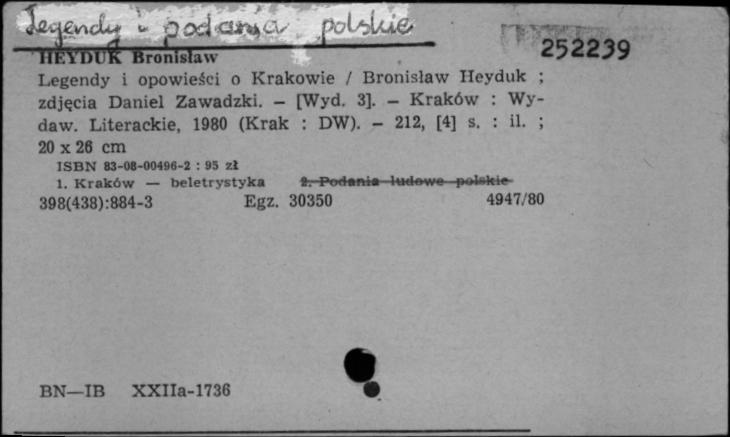 Legendy i podania polskie
252239
HEYDUK Bronisław
Legendy i opowieści o Krakowie / Bronisław Heyduk ;
zdjęcia Daniel Zawadzki. — [Wyd. 3]. — Kraków : Wy-
daw. Literackie, 1980 (Krak : DW). — 212, [4] s. : il. ;
20 x 26 cm
ISBN 83-08-00496-2 : 95 zł
1. Kraków — beletrystyka 2. Podania ludowe polskie
398(438):884-3 Egz. 30350 4947/80
BN—IB XXIIa-1736